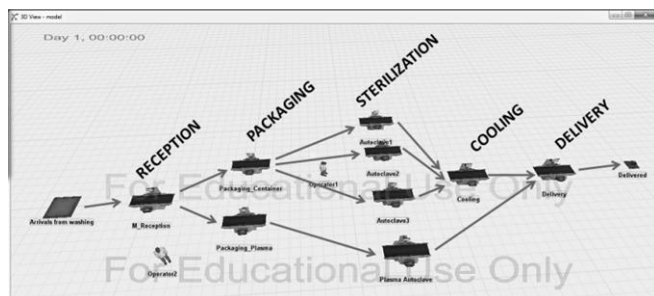 3D View - model
Day 1, 00:00:00
RECEPTION
PACKAGING
STERILIZATION
COOLING
DELIVERY
For Educational Use Only
For Educational Use Only
Arrivals from washing
M_Reception
Operator2
Packaging_Container
Packaging_Plasma
Operator1
Autoclave1
Autoclave2
Autoclave3
Plasma Autoclave
Cooling
Delivery
Delivered